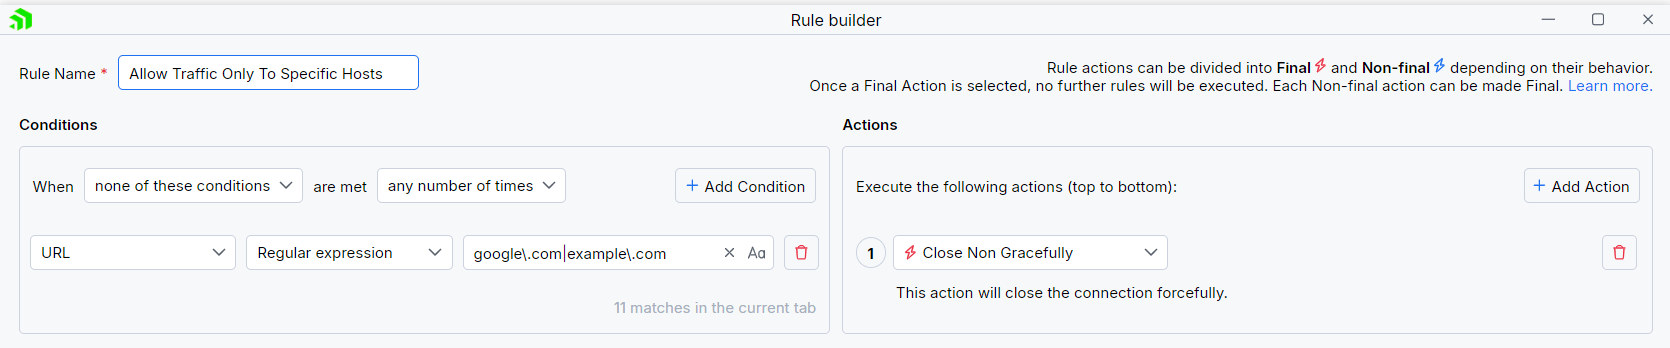 Rule builder
Rule Name * Allow Traffic Only To Specific Hosts
Rule actions can be divided into Final and Non-final depending on their behavior.
Once a Final Action is selected, no further rules will be executed. Each Non-final action can be made Final. Learn more.
Conditions
When none of these conditions are met any number of times + Add Condition
URL Regular expression google\.com|example\.com Aa
11 matches in the current tab
Actions
Execute the following actions (top to bottom): + Add Action
1 Close Non Gracefully
This action will close the connection forcefully.